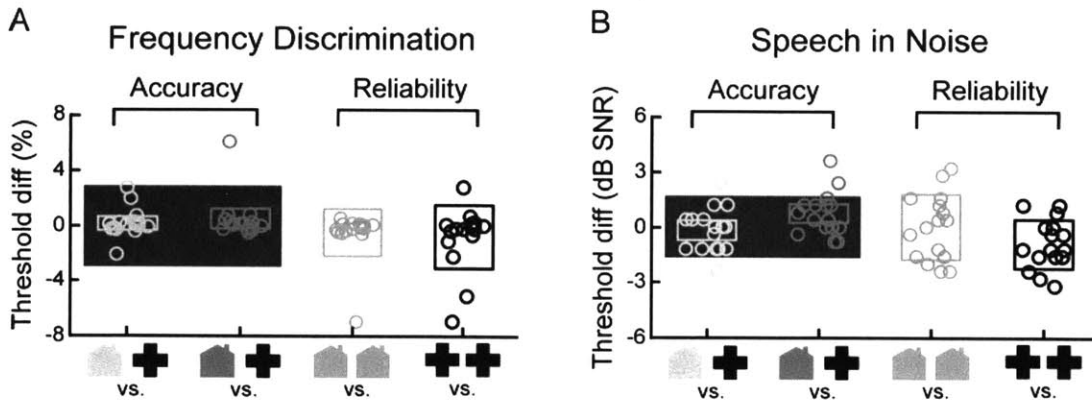 A
Frequency Discrimination
Accuracy
Reliability
Threshold diff (%)
8
4
0
-4
-8
vs.
vs.
vs.
vs.
B
Speech in Noise
Accuracy
Reliability
Threshold diff (dB SNR)
6
3
0
-3
-6
vs.
vs.
vs.
vs.